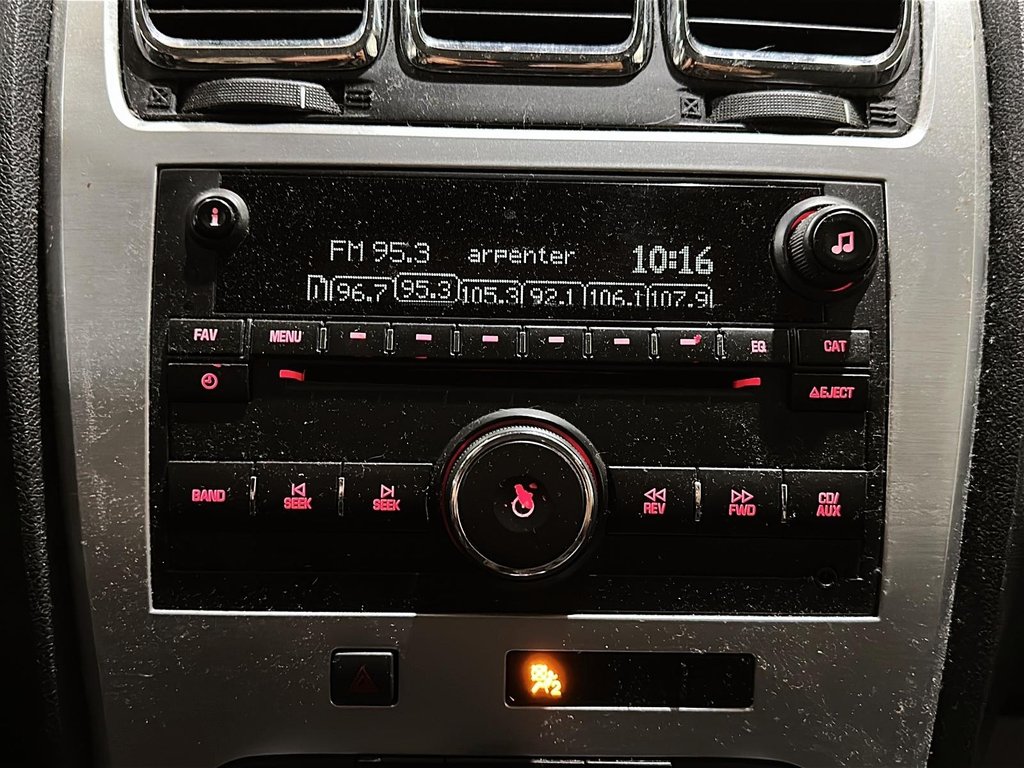 i
FM 95.3 arpenter 10:16
96.7 95.3 105.3 92.1 106.1 107.9
FAV MENU EQ CAT
EJECT
BAND SEEK SEEK REV FWD CD/
AUX
2